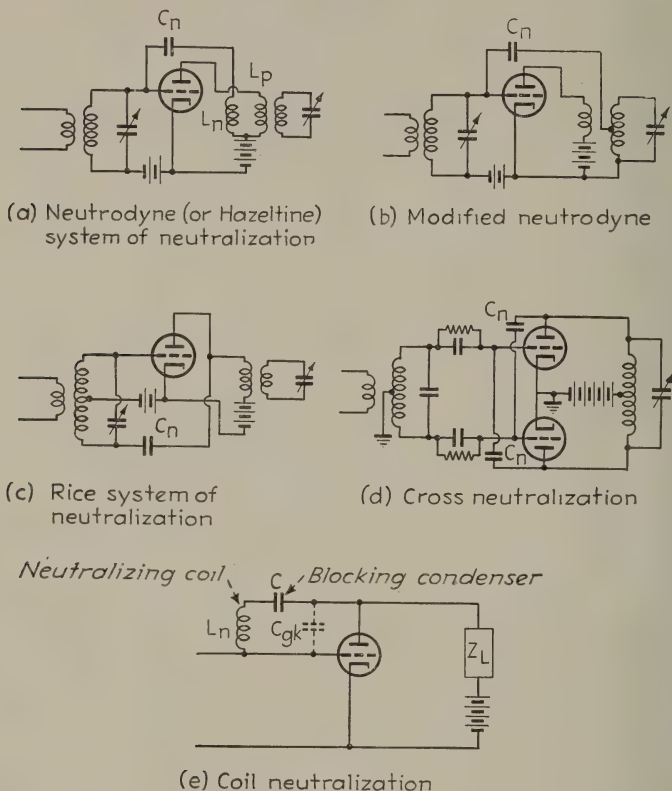 Cn
Lp
Ln
(a) Neutrodyne (or Hazeltine)
system of neutralization
Cn
(b) Modified neutrodyne
Cn
(c) Rice system of
neutralization
Cn
Cn
(d) Cross neutralization
Neutralizing coil
C
Blocking condenser
Ln
Cgk
ZL
(e) Coil neutralization